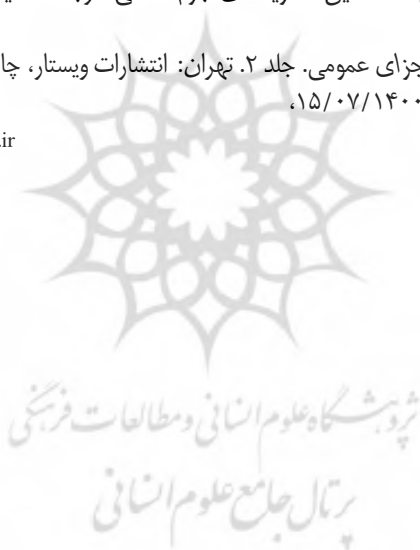 جزای عمومی. جلد ۲. تهران: انتشارات ویستار، چا
۱۵/۰۷/۱۴۰۰،
.ir
پژوهشگاه علوم انسانی و مطالعات فرهنگی
پرتال جامع علوم انسانی